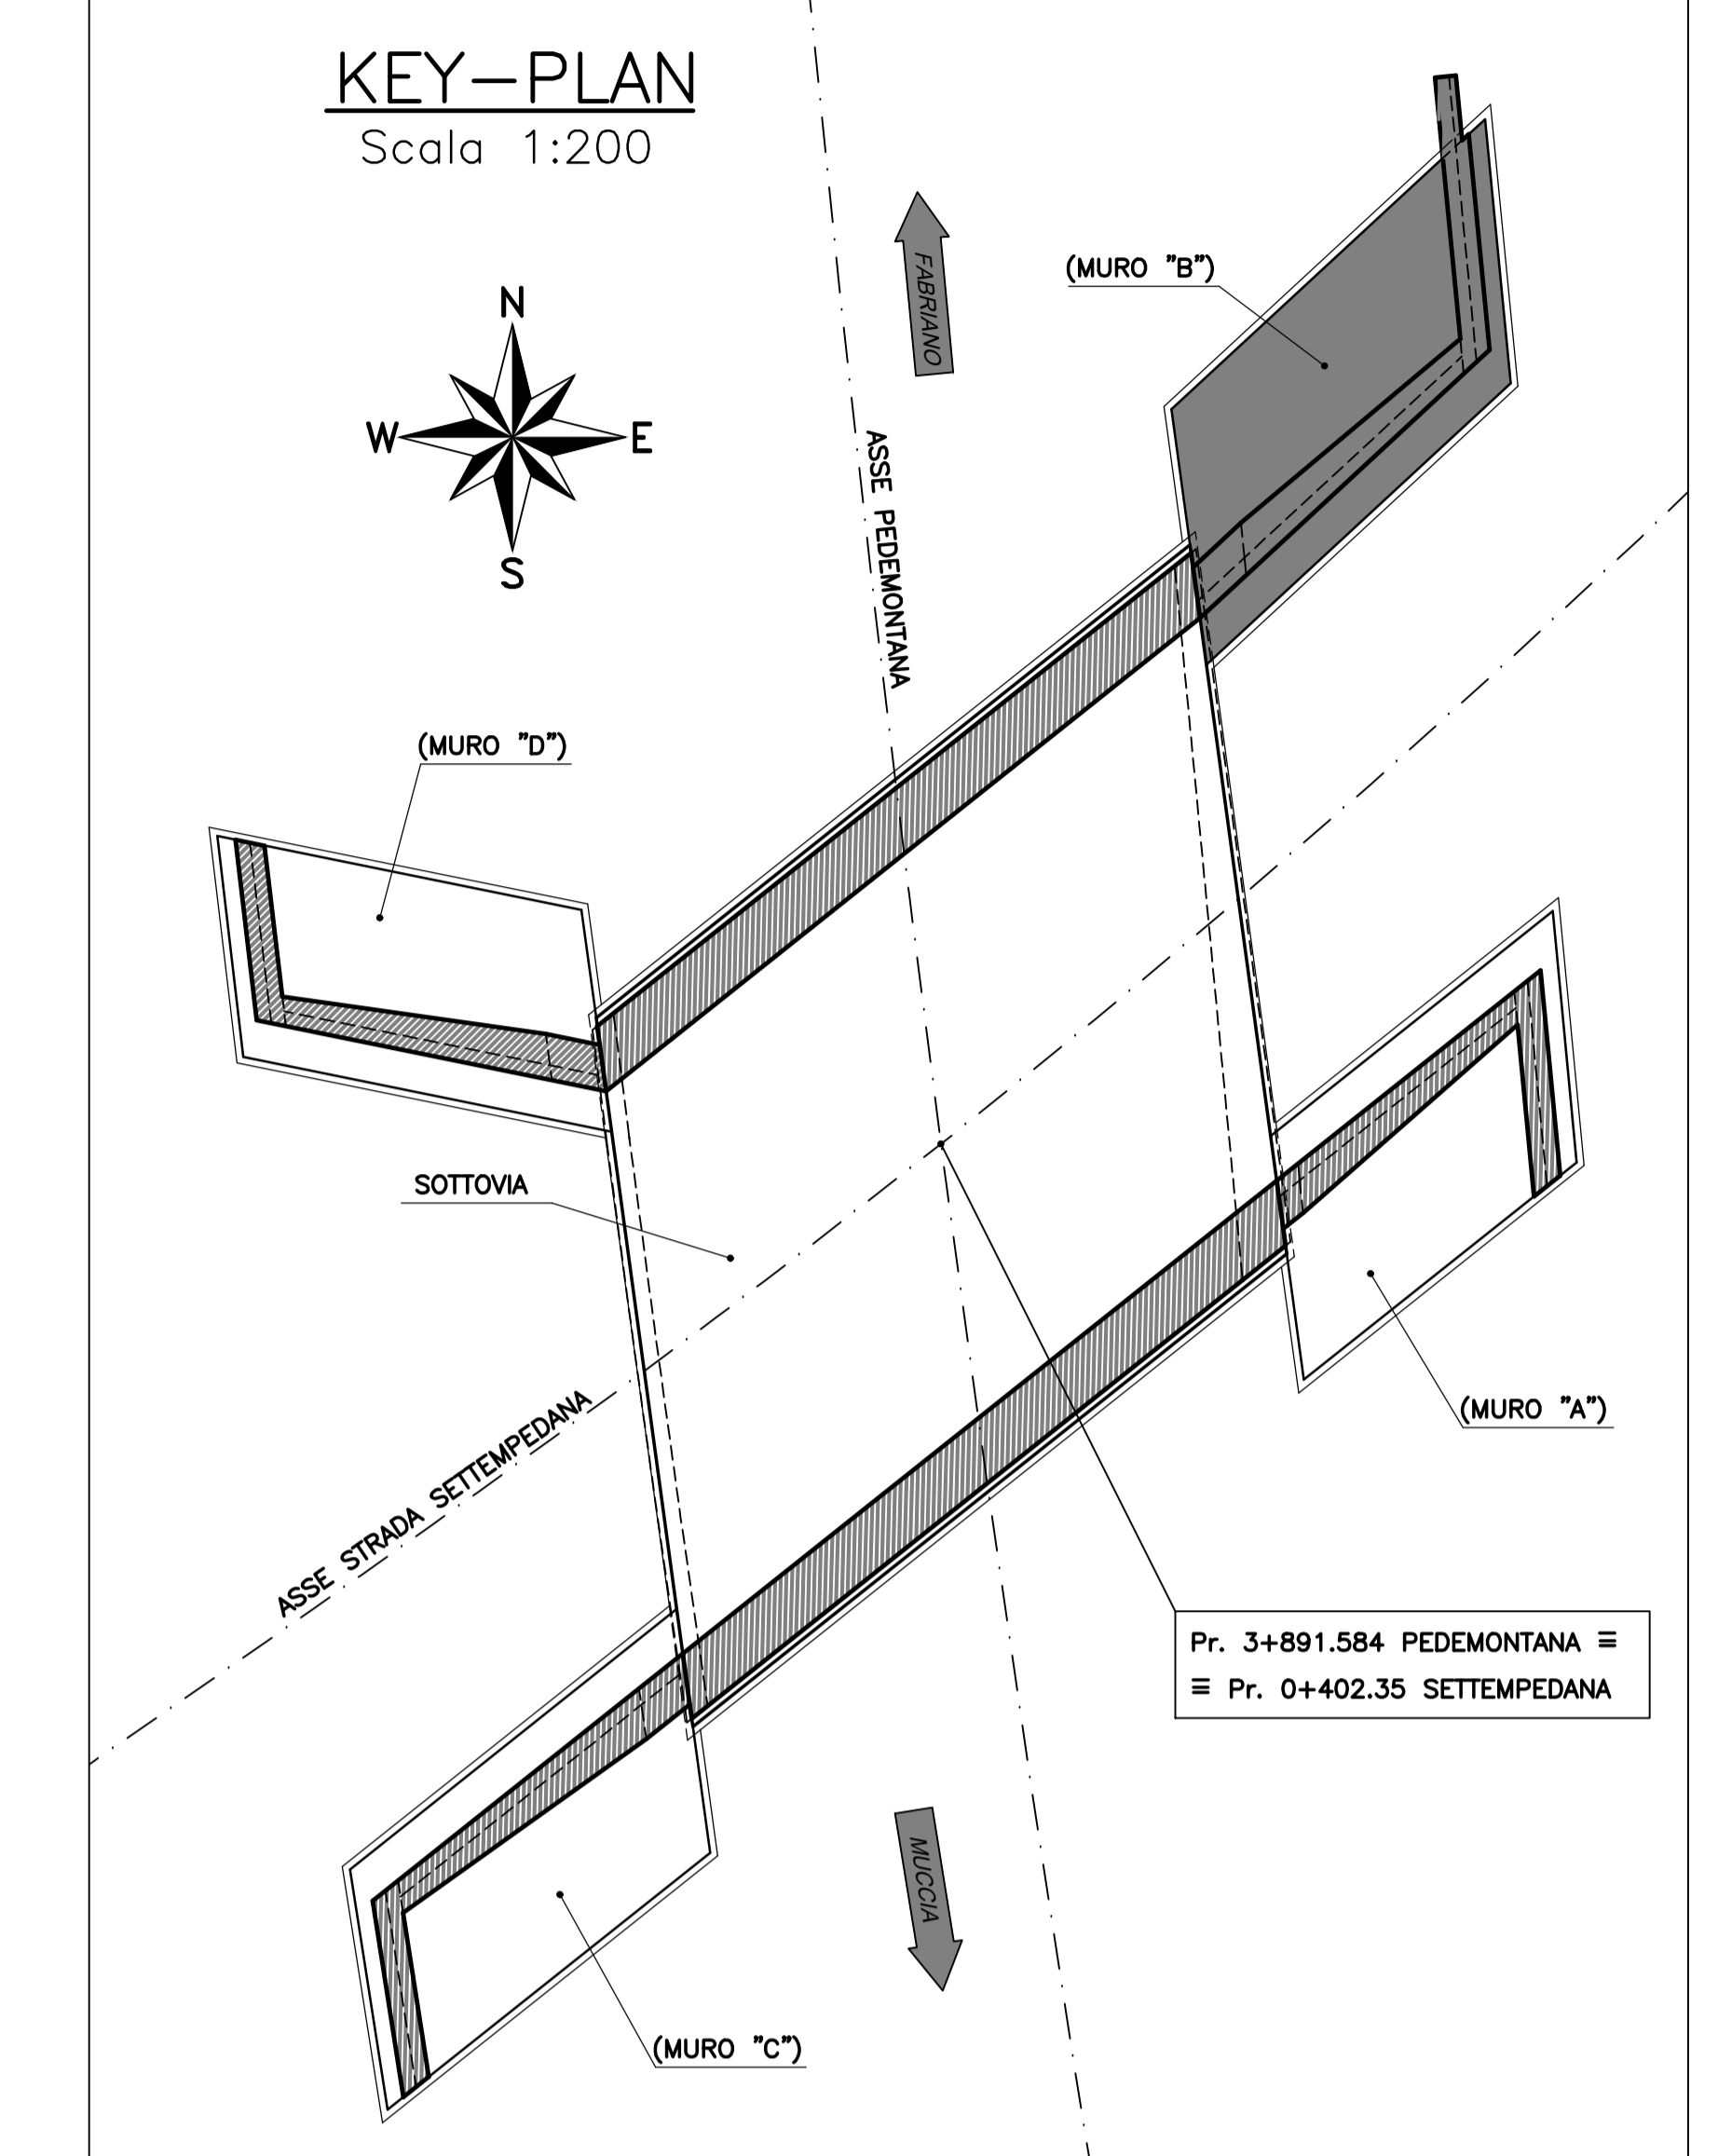 KEY-PLAN
Scala 1:200
N
W
E
S
FABRIANO
(MURO "B")
ASSE PEDEMONTANA
(MURO "D")
SOTTOVIA
ASSE STRADA SETTEMPEDANA
(MURO "A")
Pr. 3+891.584 PEDEMONTANA ≡
≡ Pr. 0+402.35 SETTEMPEDANA
MUCCIA
(MURO "C")